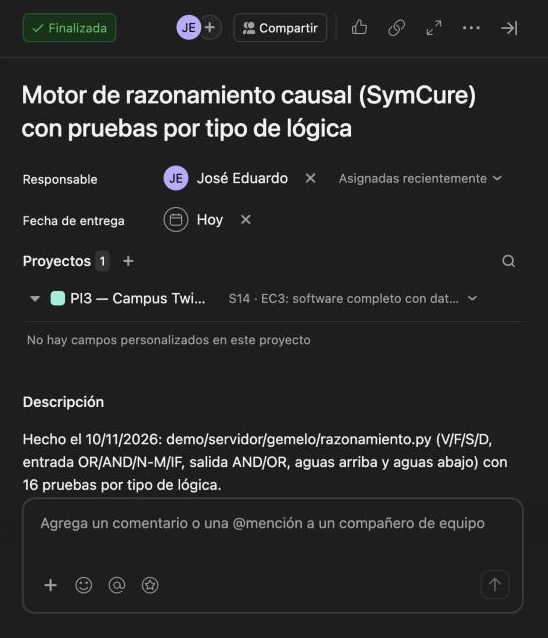 ✓ Finalizada
JE
Compartir
Motor de razonamiento causal (SymCure)
con pruebas por tipo de lógica
Responsable JE José Eduardo × Asignadas recientemente
Fecha de entrega Hoy ×
Proyectos 1 +
PI3 — Campus Twi... S14 · EC3: software completo con dat...
No hay campos personalizados en este proyecto
Descripción
Hecho el 10/11/2026: demo/servidor/gemelo/razonamiento.py (V/F/S/D,
entrada OR/AND/N-M/IF, salida AND/OR, aguas arriba y aguas abajo) con
16 pruebas por tipo de lógica.
Agrega un comentario o una @mención a un compañero de equipo